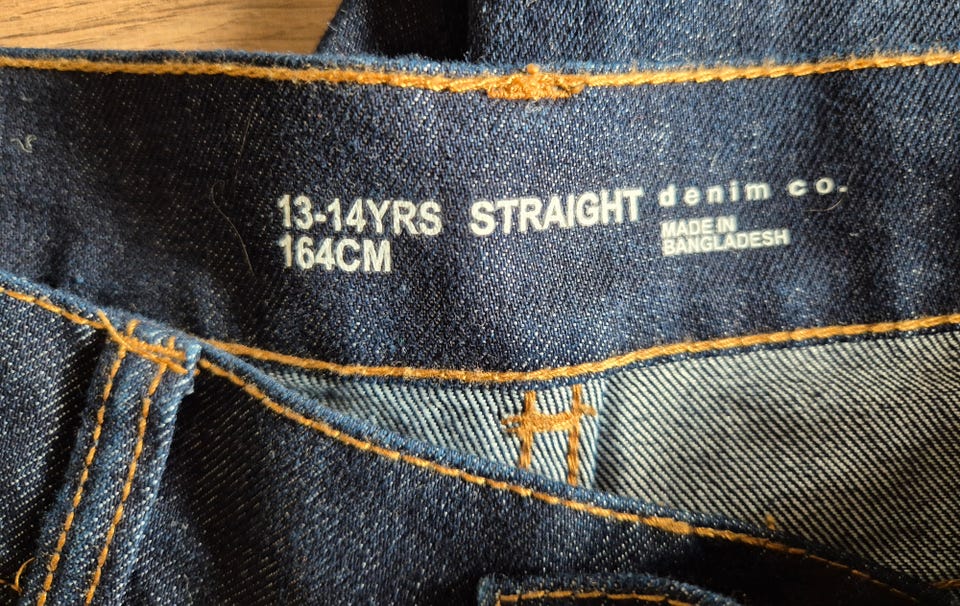 13-14YRS STRAIGHT denim co.
164CM MADE IN
BANGLADESH